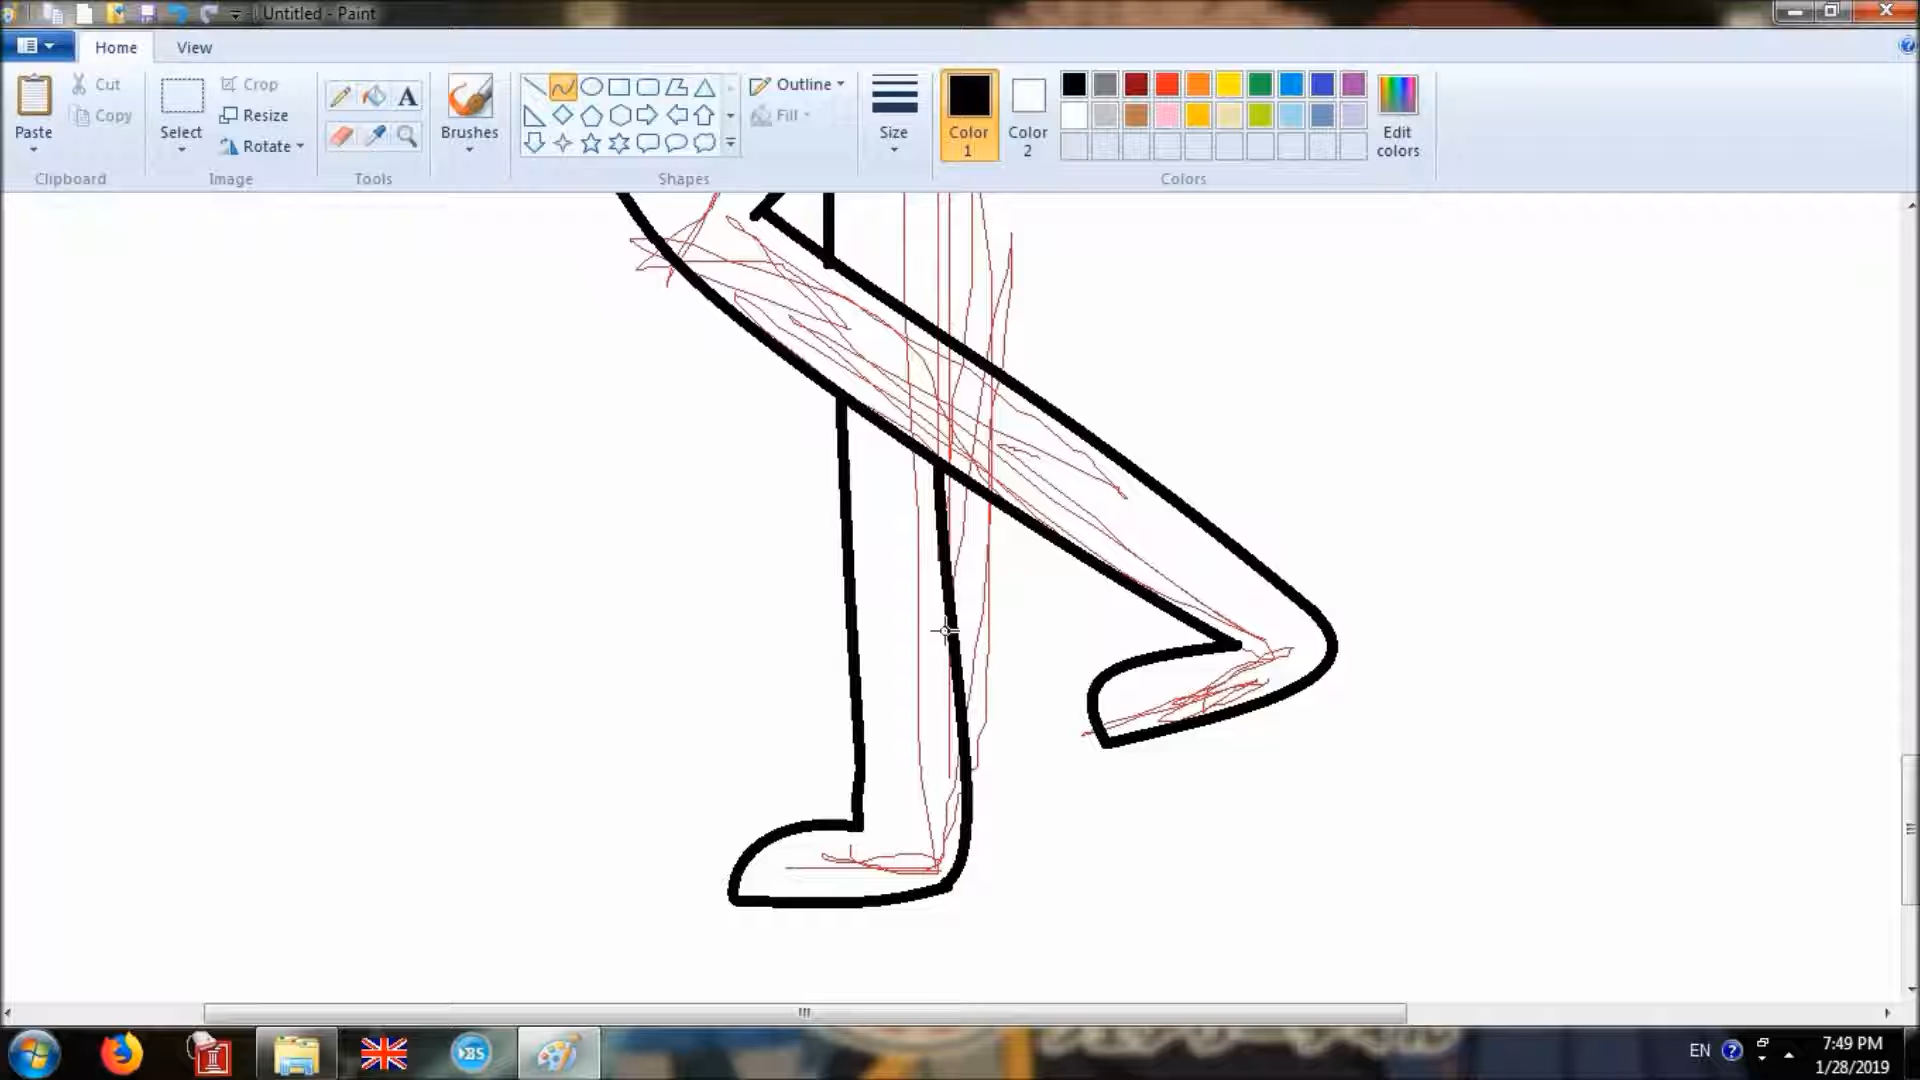 Untitled - Paint
Home View
Paste
Cut
Copy
Clipboard
Select
Crop
Resize
Rotate
Image
A
Tools
Brushes
Shapes
Outline
Fill
Size
Color 1
Color 2
Edit colors
Colors
BS
EN
7:49 PM
1/28/2019